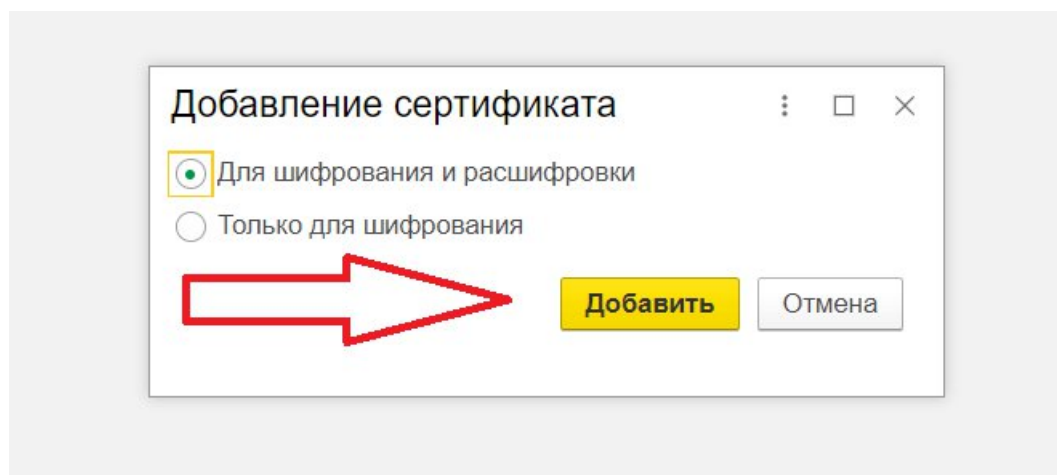 Добавление сертификата
Для шифрования и расшифровки
Только для шифрования
Добавить Отмена